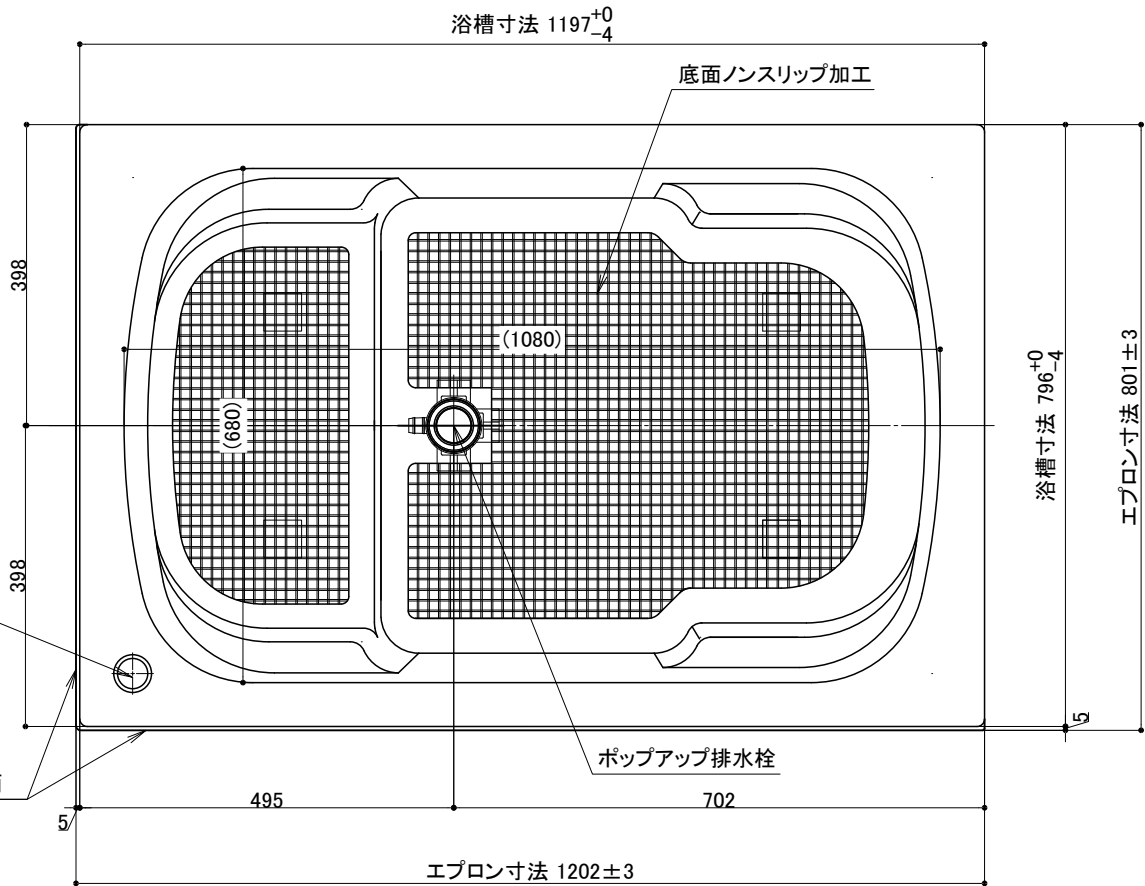 浴槽寸法 1197+0-4
底面ノンスリップ加工
398
(1080)
(680)
浴槽寸法 796+0-4
エプロン寸法 801±3
398
5
ポップアップ排水栓
495
702
5
エプロン寸法 1202±3